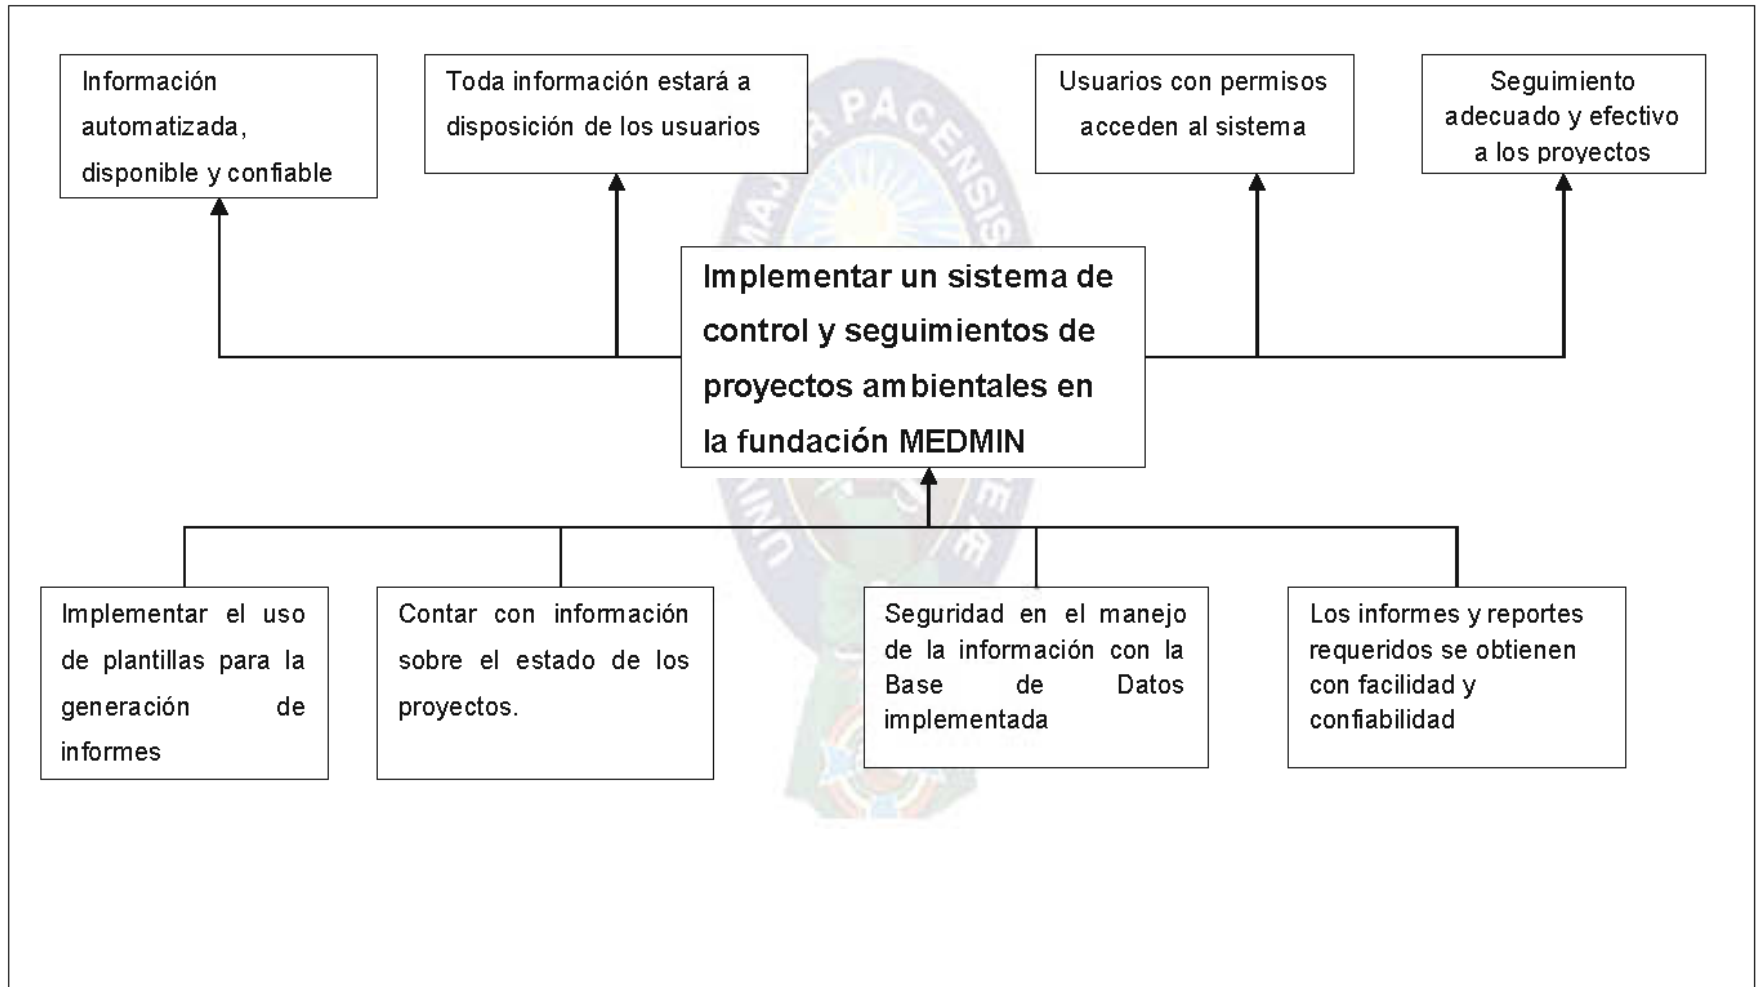 Información
automatizada,
disponible y confiable
Toda información estará a
disposición de los usuarios
Usuarios con permisos
acceden al sistema
Seguimiento
adecuado y efectivo
a los proyectos
MAJOR PACENSIS
Implementar un sistema de
control y seguimientos de
proyectos ambientales en
la fundación MEDMIN
Implementar el uso
de plantillas para la
generación de
informes
Contar con información
sobre el estado de los
proyectos.
Seguridad en el manejo
de la información con la
Base de Datos
implementada
Los informes y reportes
requeridos se obtienen
con facilidad y
confiabilidad